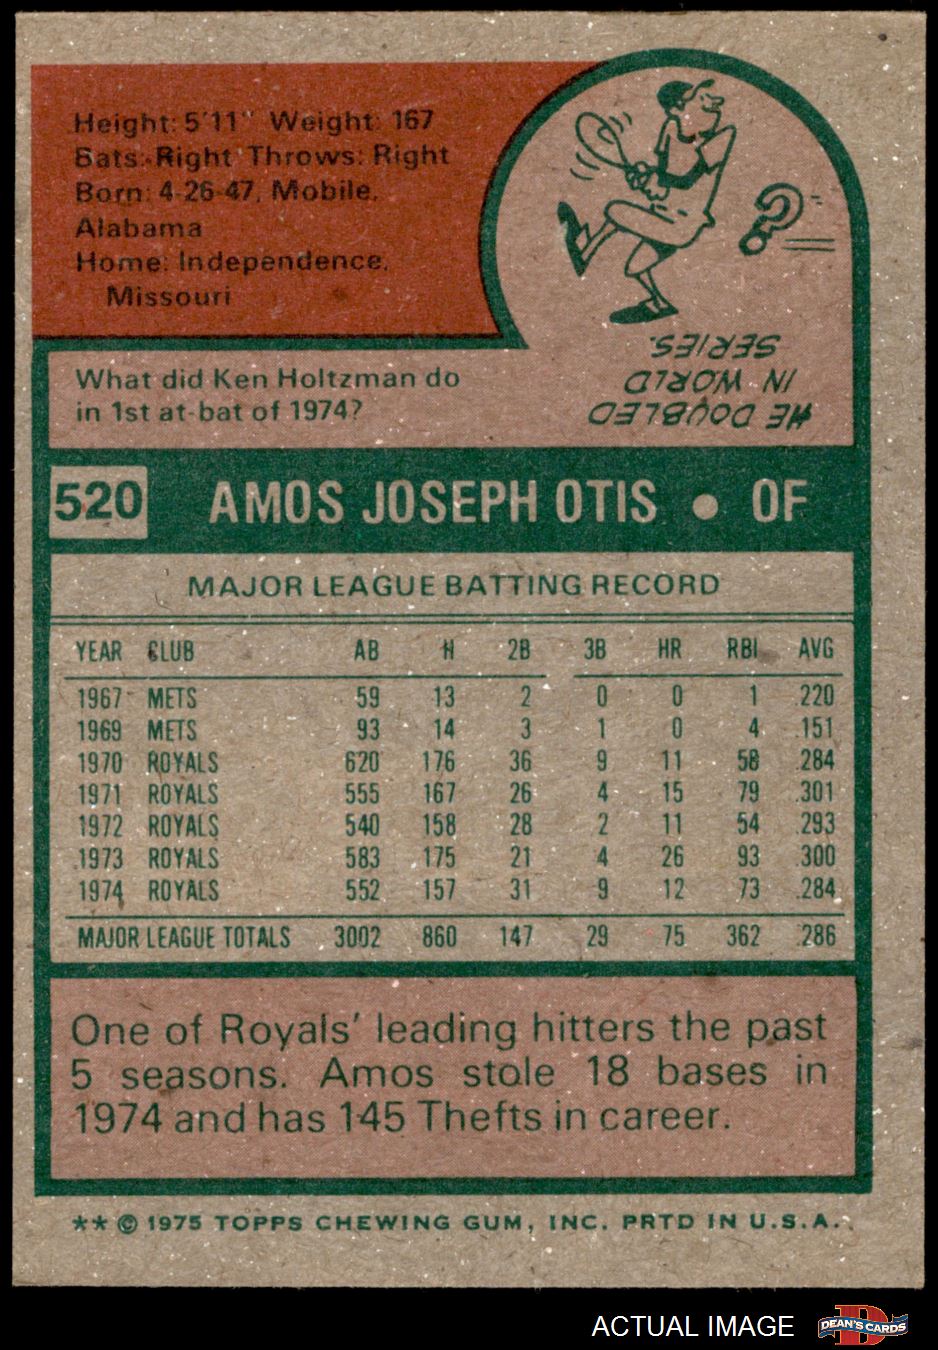 Height: 5'11" Weight: 167
Bats: Right Throws: Right
Born: 4-26-47, Mobile,
Alabama
Home: Independence,
Missouri
What did Ken Holtzman do
in 1st at-bat of 1974?
HE DOUBLED
IN WORLD
SERIES.
520 AMOS JOSEPH OTIS • OF
MAJOR LEAGUE BATTING RECORD
YEAR CLUB AB H 2B 3B HR RBI AVG
1967 METS 59 13 2 0 0 1 .220
1969 METS 93 14 3 1 0 4 .151
1970 ROYALS 620 176 36 9 11 58 .284
1971 ROYALS 555 167 26 4 15 79 .301
1972 ROYALS 540 158 28 2 11 54 .293
1973 ROYALS 583 175 21 4 26 93 .300
1974 ROYALS 552 157 31 9 12 73 .284
MAJOR LEAGUE TOTALS 3002 860 147 29 75 362 .286
One of Royals' leading hitters the past
5 seasons. Amos stole 18 bases in
1974 and has 145 Thefts in career.
** © 1975 TOPPS CHEWING GUM, INC. PRTD IN U.S.A.
ACTUAL IMAGE DEAN'S CARDS